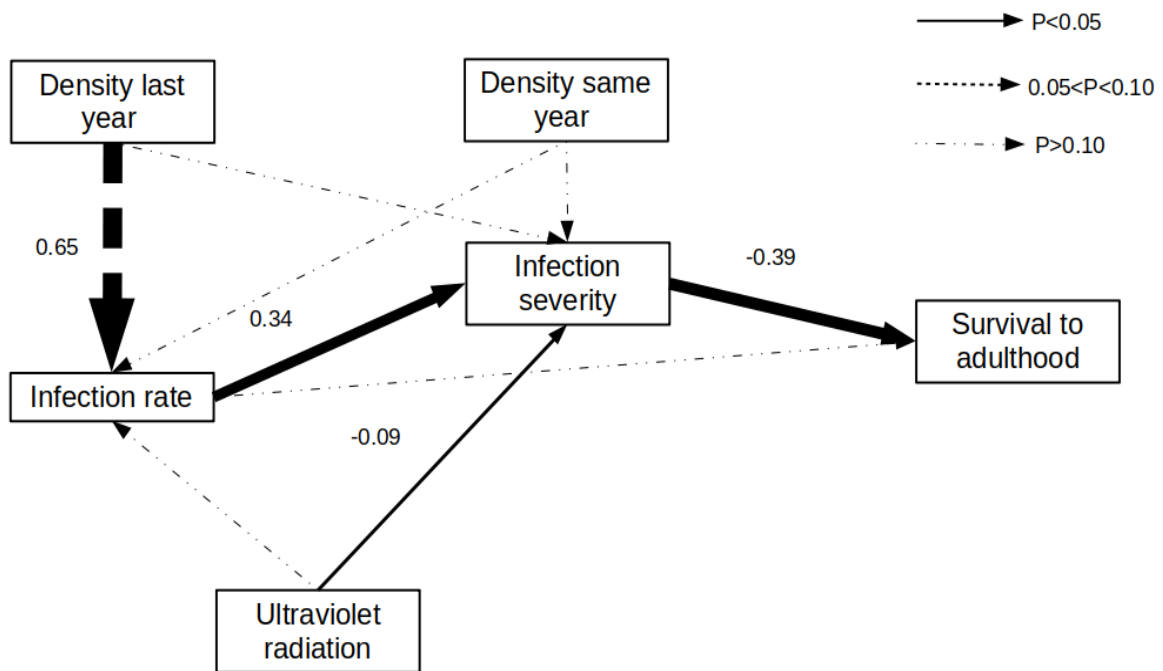 P<0.05
Density last
year
Density same
year
0.05<P<0.10
P>0.10
0.65
Infection
severity
-0.39
0.34
Survival to
adulthood
Infection rate
-0.09
Ultraviolet
radiation